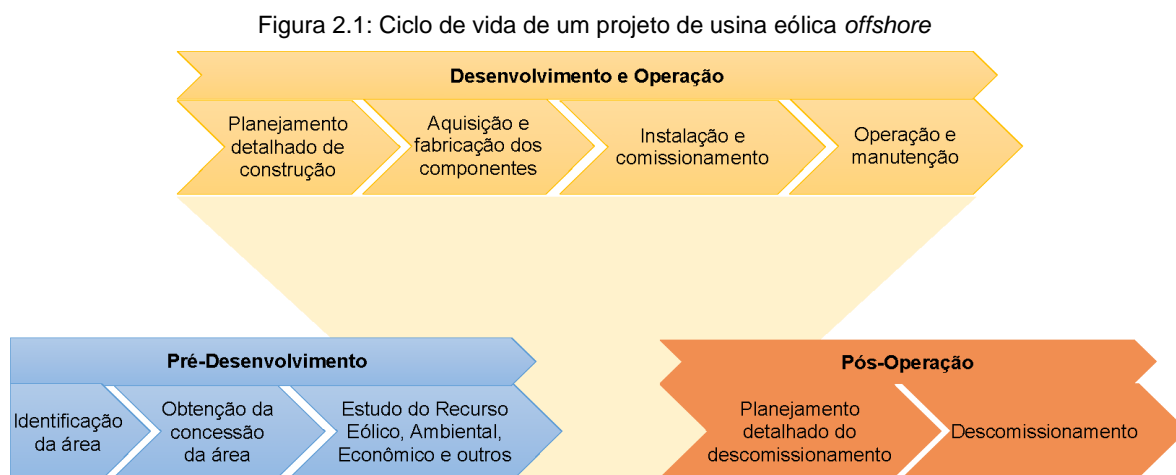 Figura 2.1: Ciclo de vida de um projeto de usina eólica offshore
Desenvolvimento e Operação
Planejamento
detalhado de
construção
Aquisição e
fabricação dos
componentes
Instalação e
comissionamento
Operação e
manutenção
Pré-Desenvolvimento
Identificação
da área
Obtenção da
concessão
da área
Estudo do Recurso
Eólico, Ambiental,
Econômico e outros
Pós-Operação
Planejamento
detalhado do
descomissionamento
Descomissionamento